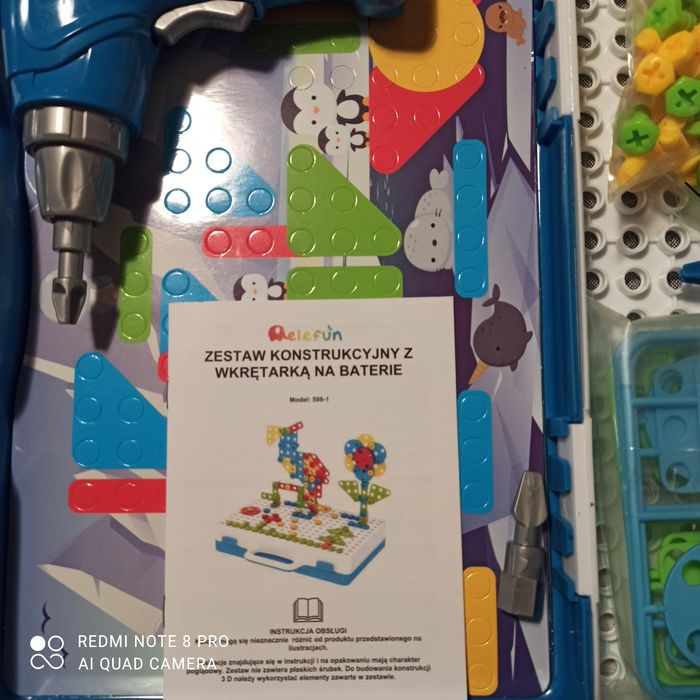 elefun
ZESTAW KONSTRUKCYJNY Z
WKRĘTARKĄ NA BATERIE
Model: 598-1
INSTRUKCJA OBSŁUGI
się nieznacznie różnić od produktu przedstawionego na
ilustracjach.
znajdujące się w instrukcji i na opakowaniu mają charakter
poglądowy. Zestaw nie zawiera płaskich śrubek. Do budowania konstrukcji
3 D należy wykorzystać elementy zawarte w zestawie.
REDMI NOTE 8 PRO
AI QUAD CAMERA